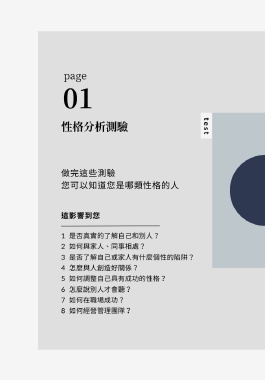 page
01
性格分析測驗
test
做完這些測驗
您可以知道您是哪類性格的人
這影響到您
1 是否真實的了解自己和別人？
2 如何與家人、同事相處？
3 是否了解自己或家人有什麼個性的陷阱？
4 怎麼與人創造好關係？
5 如何調整自己具有成功的性格？
6 怎麼說別人才會聽？
7 如何在職場成功？
8 如何經營管理團隊？